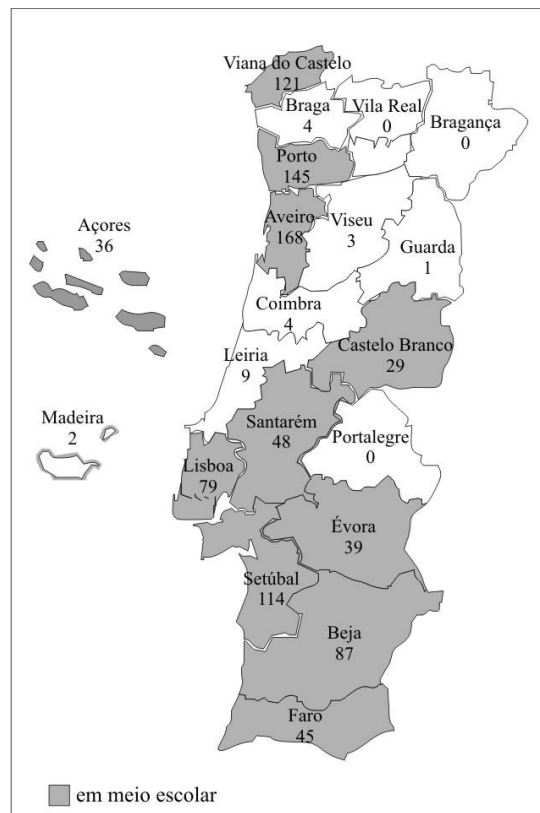 Viana do Castelo
121
Braga
4
Vila Real
0
Bragança
0
Porto
145
Aveiro
168
Viseu
3
Guarda
1
Açores
36
Coimbra
4
Castelo Branco
29
Leiria
9
Santarém
48
Madeira
2
Portalegre
0
Lisboa
79
Évora
39
Setúbal
114
Beja
87
Faro
45
em meio escolar